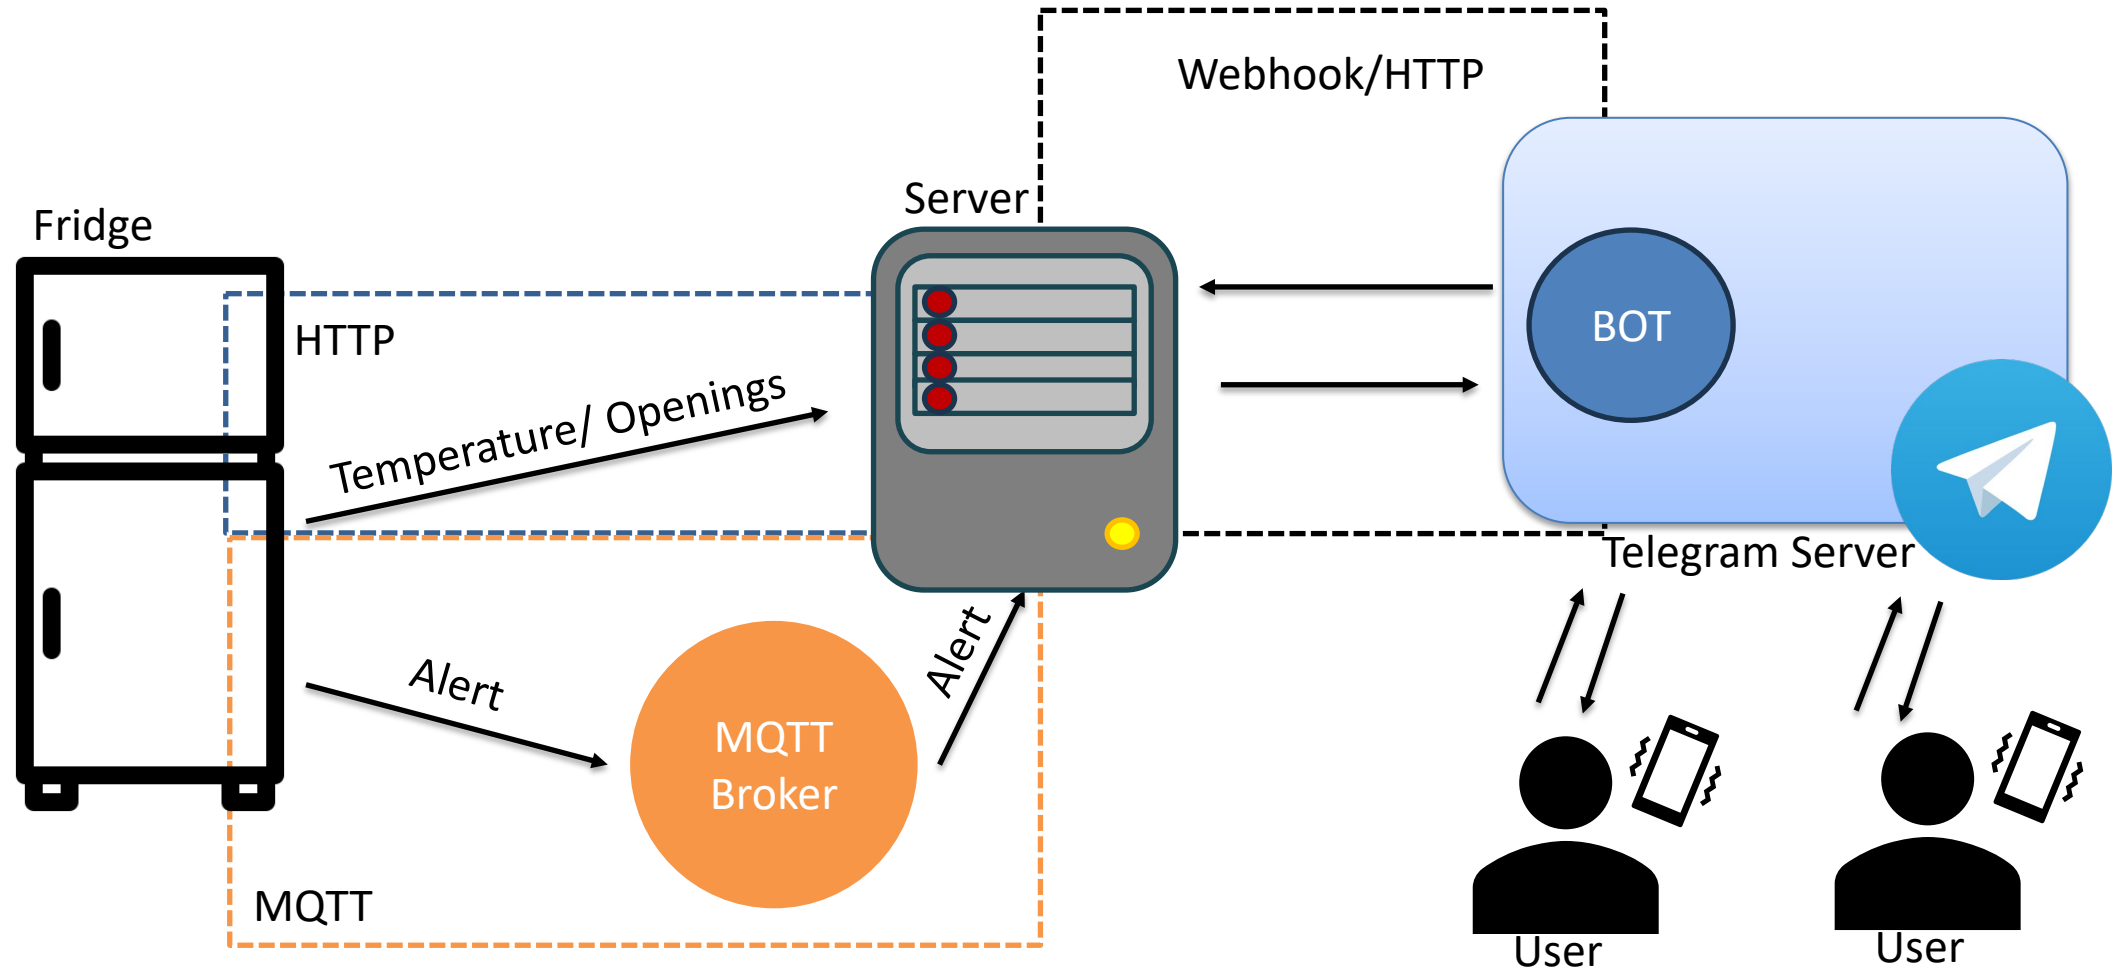 Webhook/HTTP
Server
Fridge
HTTP
BOT
Temperature/ Openings
Telegram Server
Alert
Alert
MQTT
Broker
MQTT
User
User